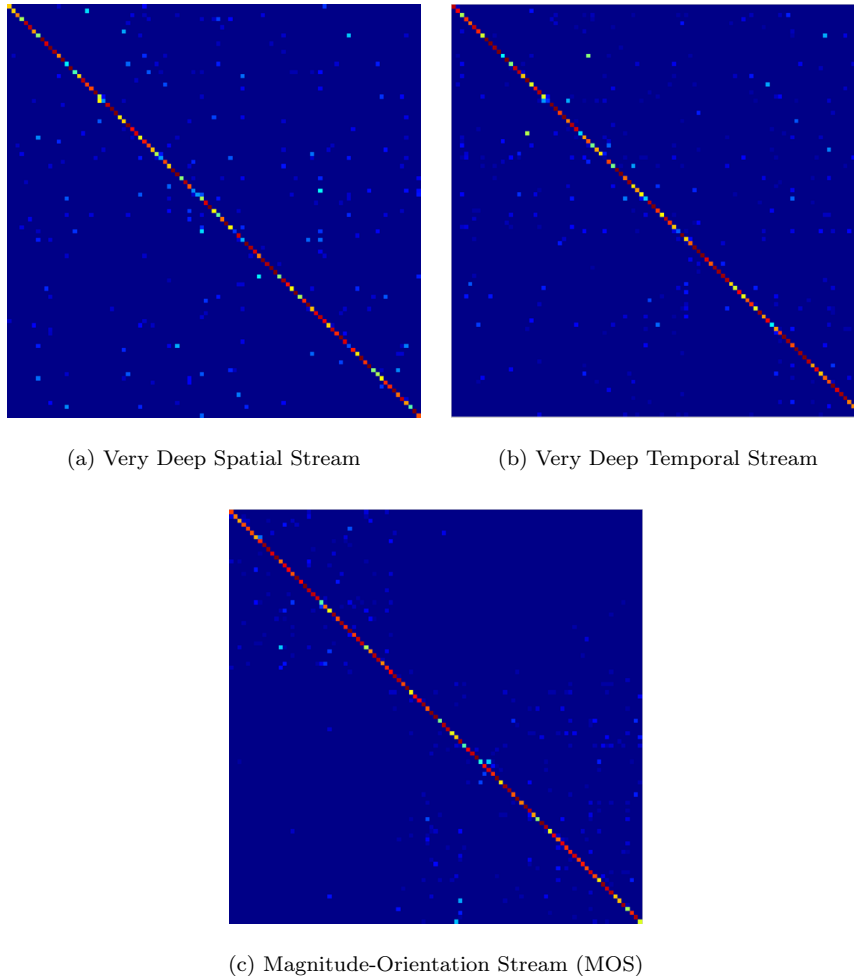 (a) Very Deep Spatial Stream
(b) Very Deep Temporal Stream
(c) Magnitude-Orientation Stream (MOS)